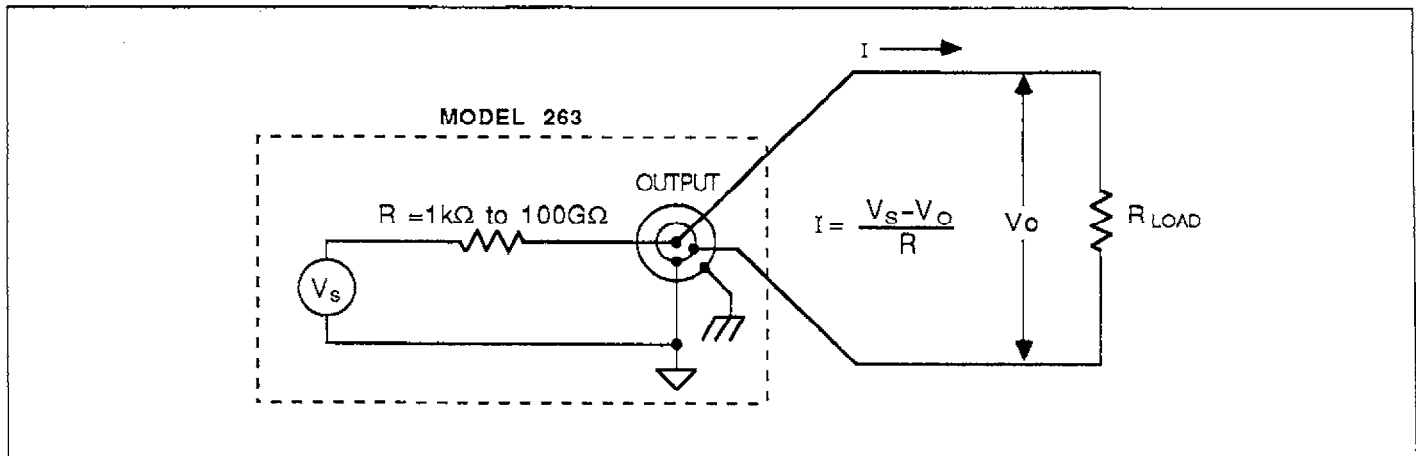 I
MODEL 263
OUTPUT
R =1kΩ to 100GΩ
I = VS-VO
R
VO
RLOAD
VS